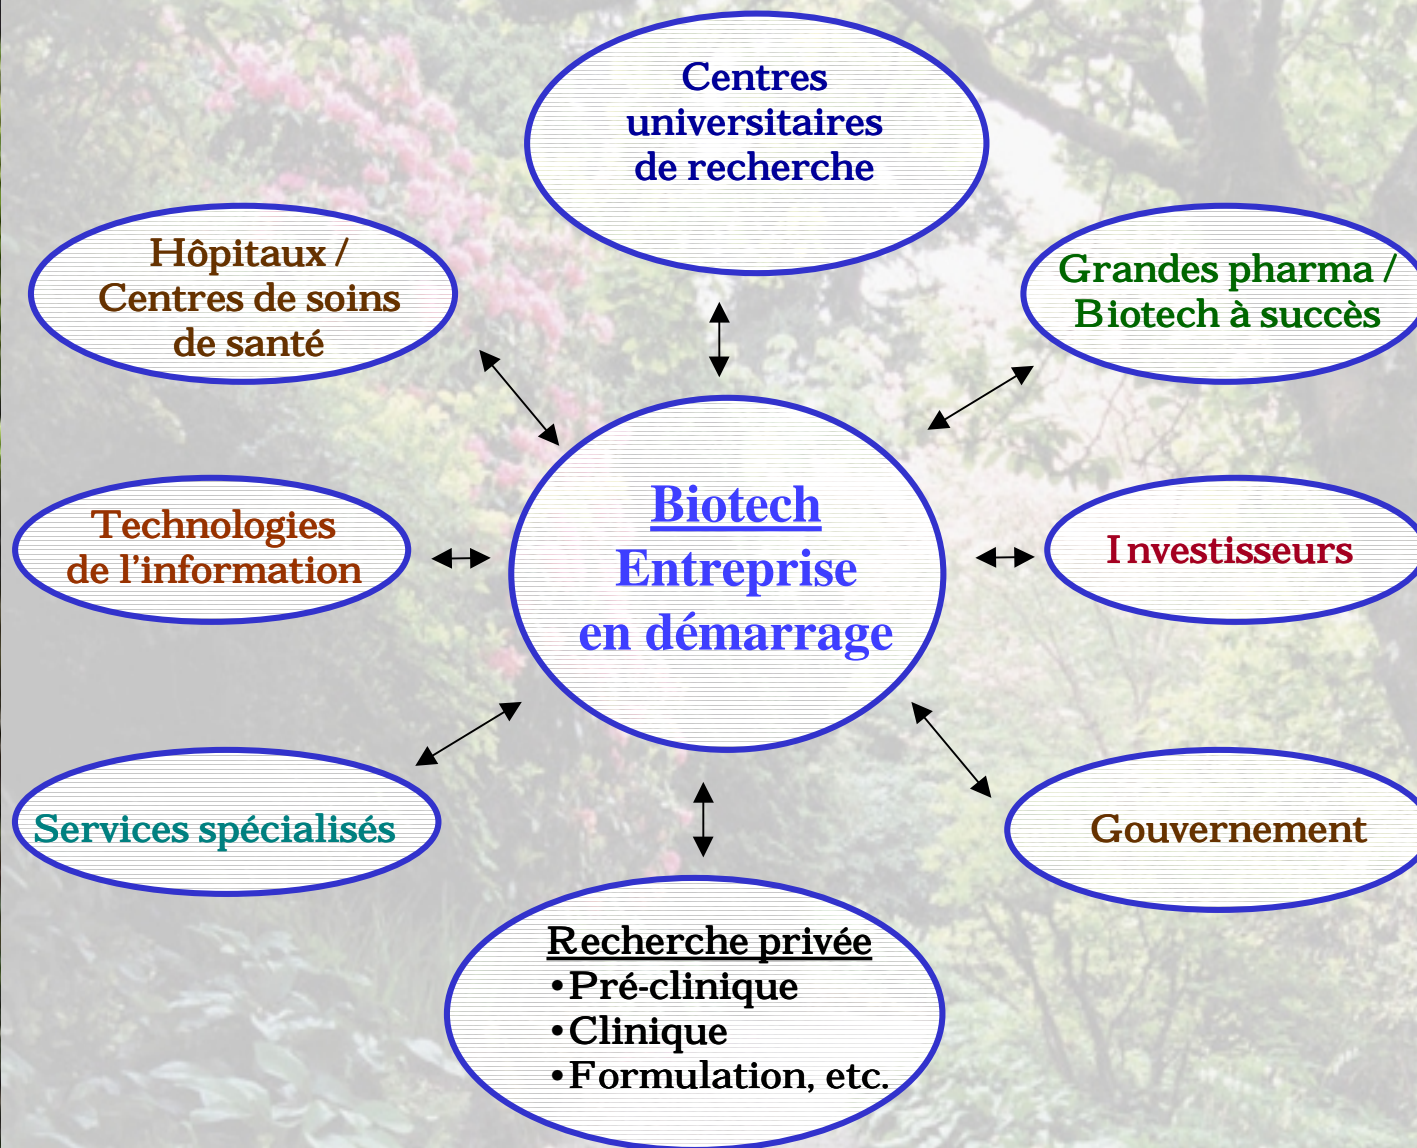 Centres
universitaires
de recherche
Hôpitaux /
Centres de soins
de santé
Grandes pharma /
Biotech à succès
Technologies
de l'information
Biotech
Entreprise
en démarrage
Investisseurs
Services spécialisés
Gouvernement
Recherche privée
•Pré-clinique
•Clinique
•Formulation, etc.